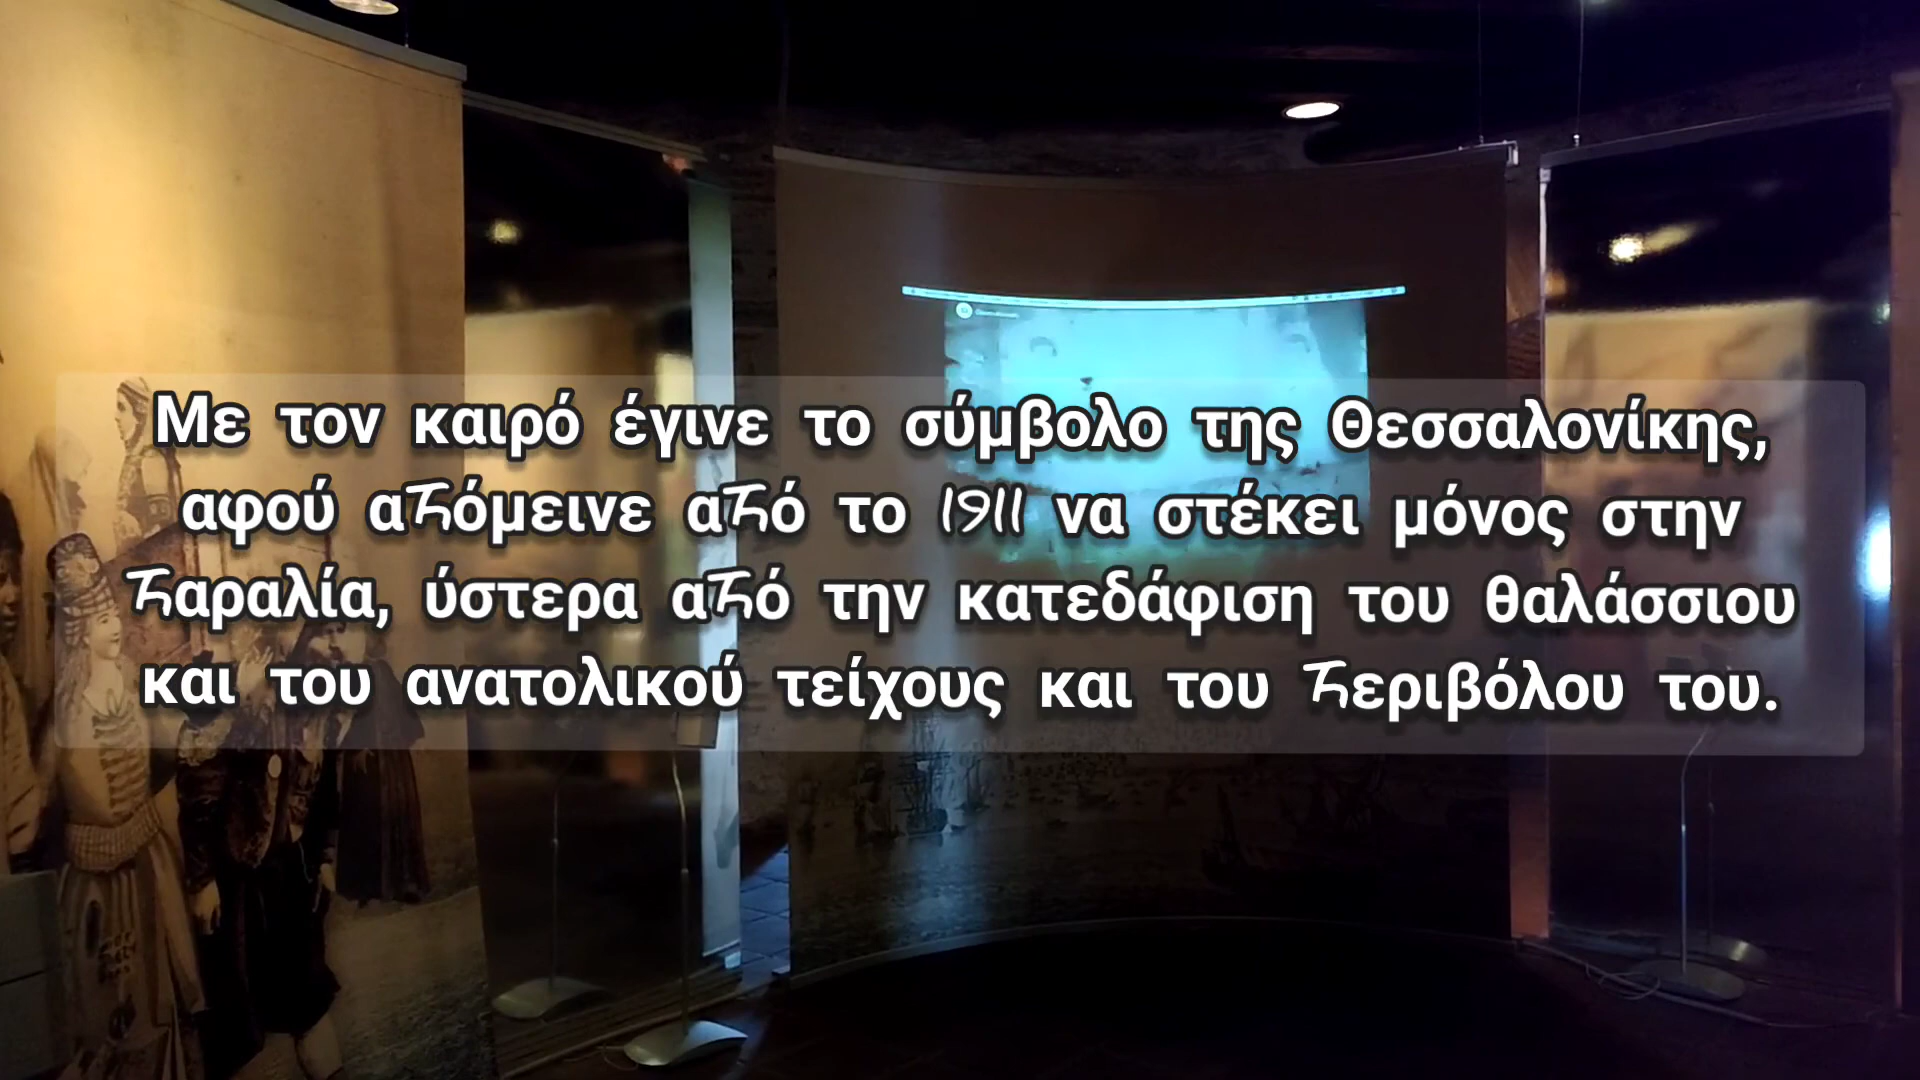 Με τον καιρό έγινε το σύμβολο της Θεσσαλονίκης,
αφού απόμεινε από το 1911 να στέκει μόνος στην
παραλία, ύστερα από την κατεδάφιση του θαλάσσιου
και του ανατολικού τείχους και του περιβόλου του.